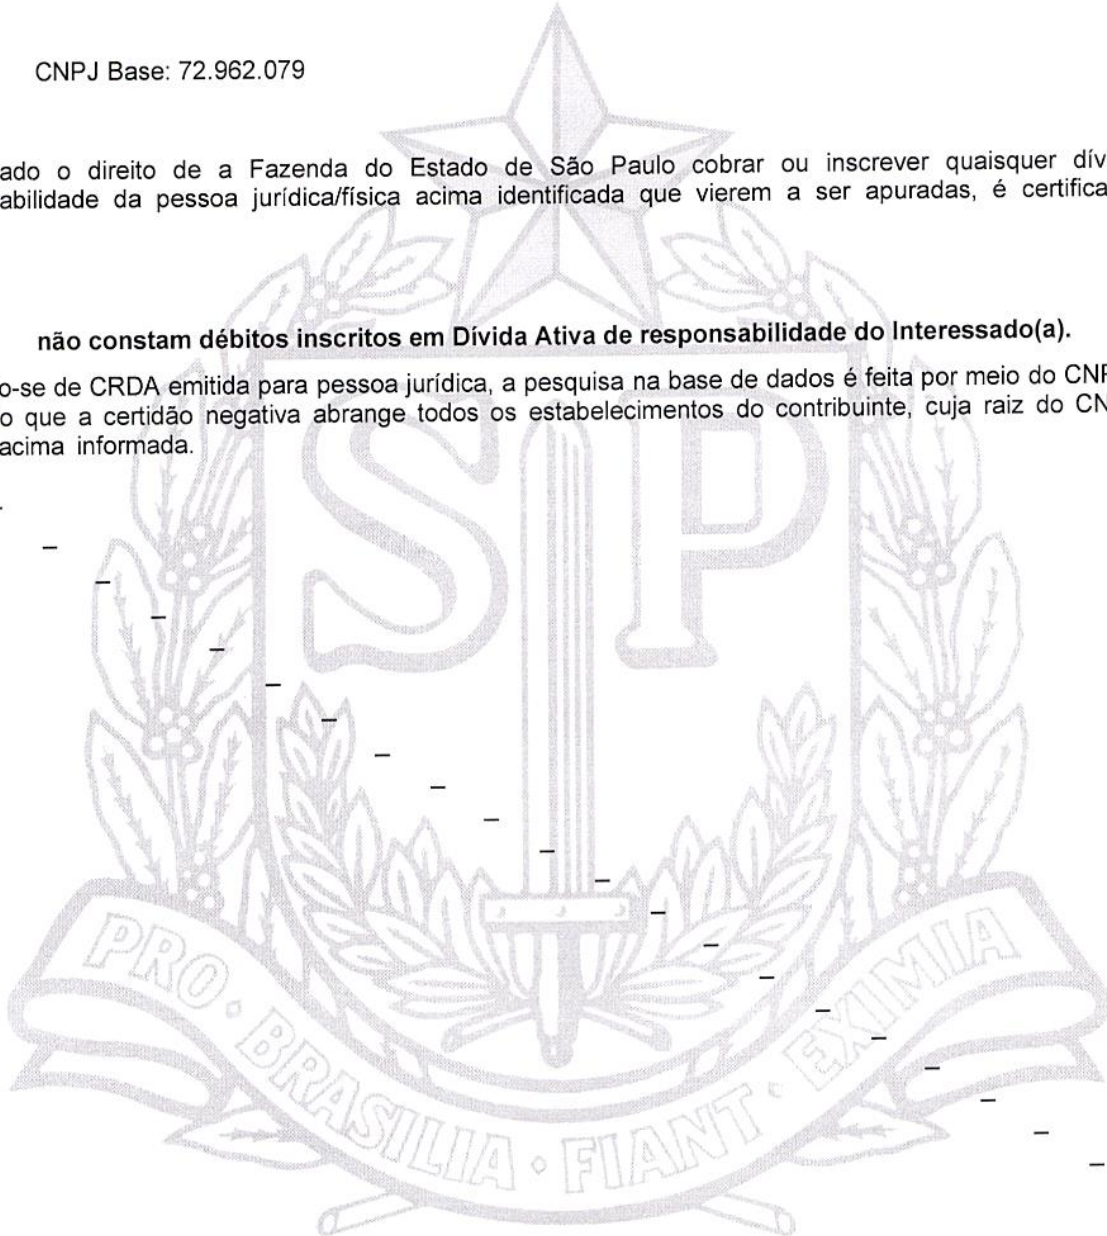 CNPJ Base: 72.962.079
ado o direito de a Fazenda do Estado de São Paulo cobrar ou inscrever quaisquer dív
abilidade da pessoa jurídica/física acima identificada que vierem a ser apuradas, é certifica
não constam débitos inscritos em Dívida Ativa de responsabilidade do Interessado(a).
o-se de CRDA emitida para pessoa jurídica, a pesquisa na base de dados é feita por meio do CNP
o que a certidão negativa abrange todos os estabelecimentos do contribuinte, cuja raiz do CN
acima informada.
SP
PRO BRASILIA FIANT EXIMIA